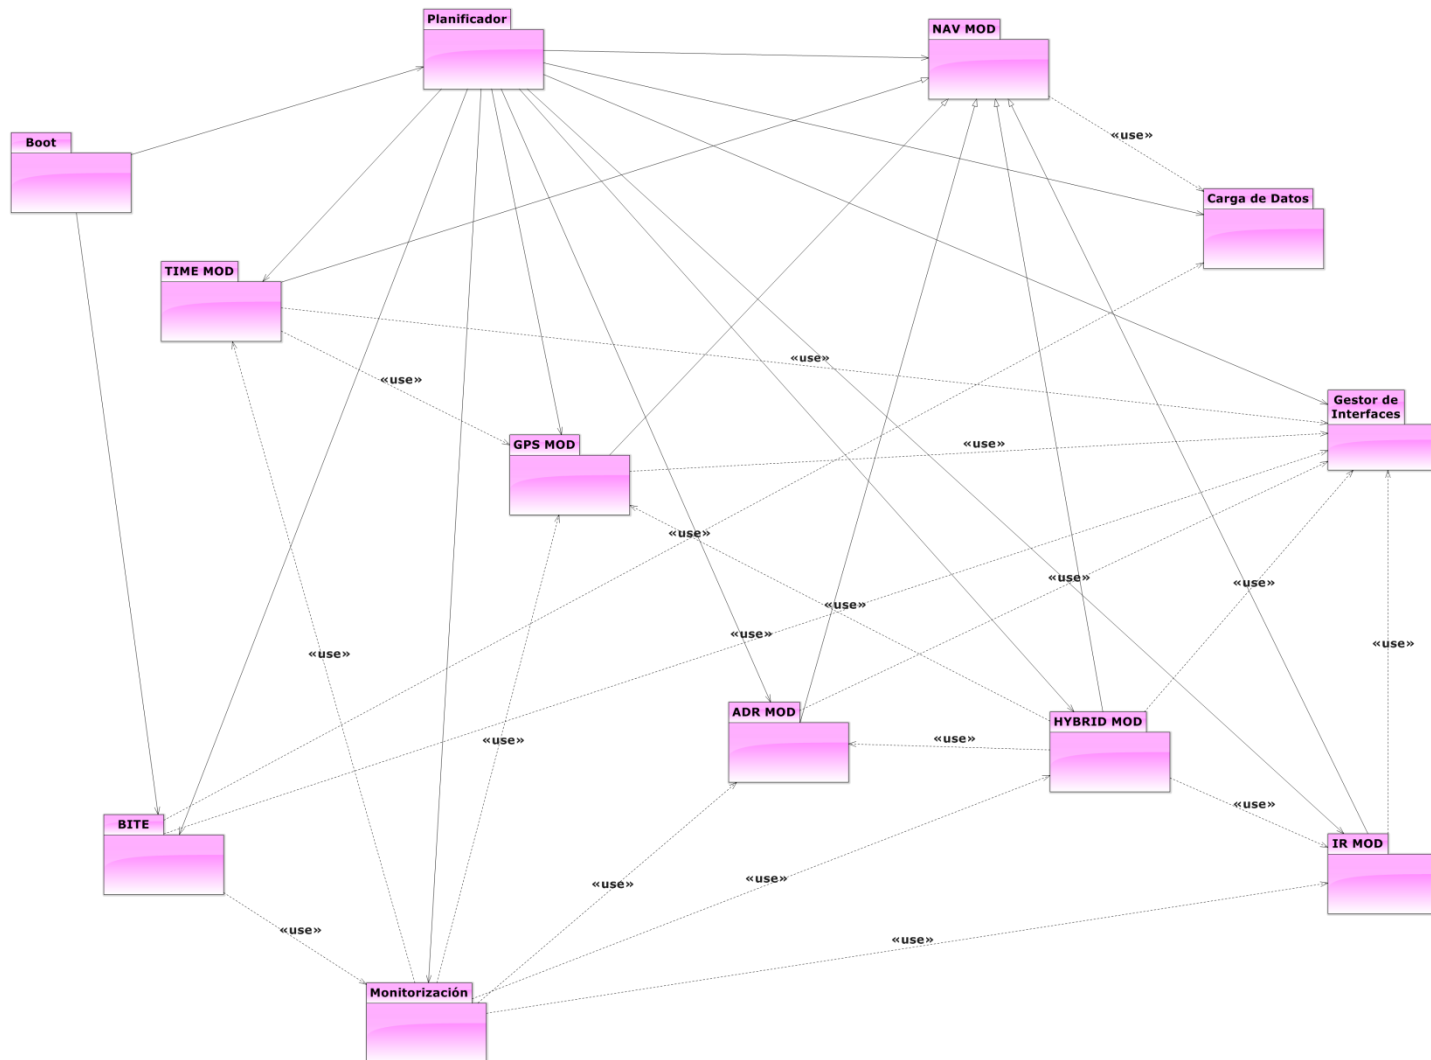 Planificador
NAV MOD
«use»
Boot
Carga de Datos
TIME MOD
«use»
«use»
Gestor de
Interfaces
GPS MOD
«use»
«use»
«use»
«use»
«use»
«use»
«use»
«use»
ADR MOD
HYBRID MOD
«use»
«use»
«use»
BITE
IR MOD
«use»
«use»
«use»
«use»
Monitorización